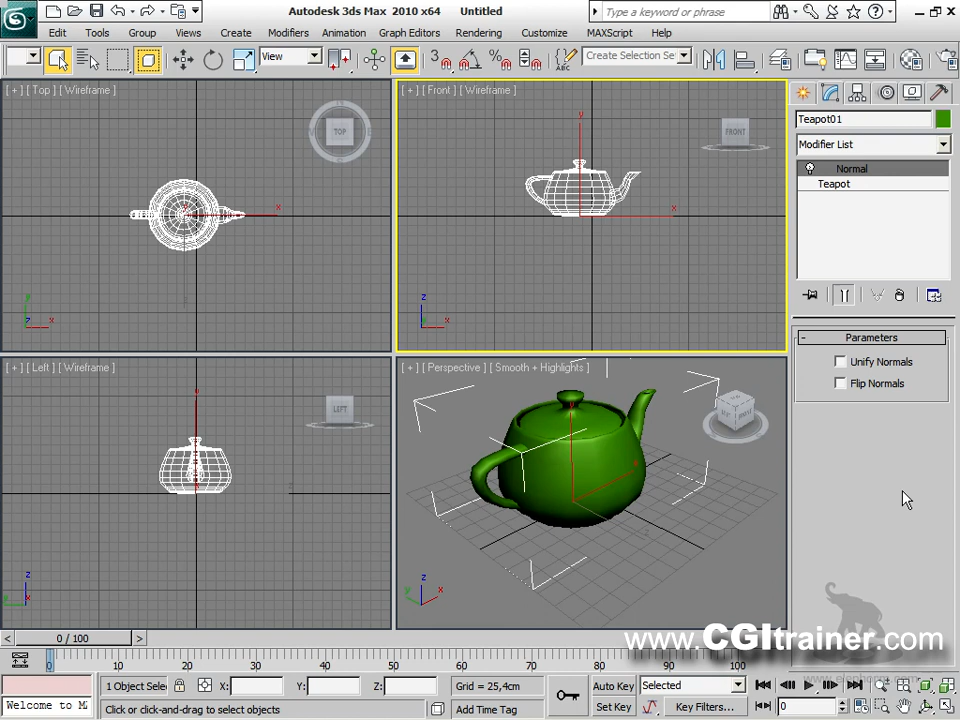 Autodesk 3ds Max 2010 x64 Untitled
Type a keyword or phrase
Edit Tools Group Views Create Modifiers Animation Graph Editors Rendering Customize MAXScript Help
View
3
Create Selection Se
ABC
[ + ] [ Top ] [ Wireframe ]
TOP
[ + ] [ Front ] [ Wireframe ]
FRONT
Teapot01
Modifier List
Normal
Teapot
y
x
x
y
z
x
z
x
- Parameters
Unify Normals
Flip Normals
[ + ] [ Left ] [ Wireframe ]
LEFT
[ + ] [ Perspective ] [ Smooth + Highlights ]
z
y
x
z
y
x
0 / 100
www.CGItrainer.com
0 10 20 30 40 50 60 70 80 90 100
1 Object Sele
X:
Y:
Z:
Grid = 25,4cm
Auto Key
Selected
Welcome to M
Click or click-and-drag to select objects
Add Time Tag
Set Key
Key Filters...
0